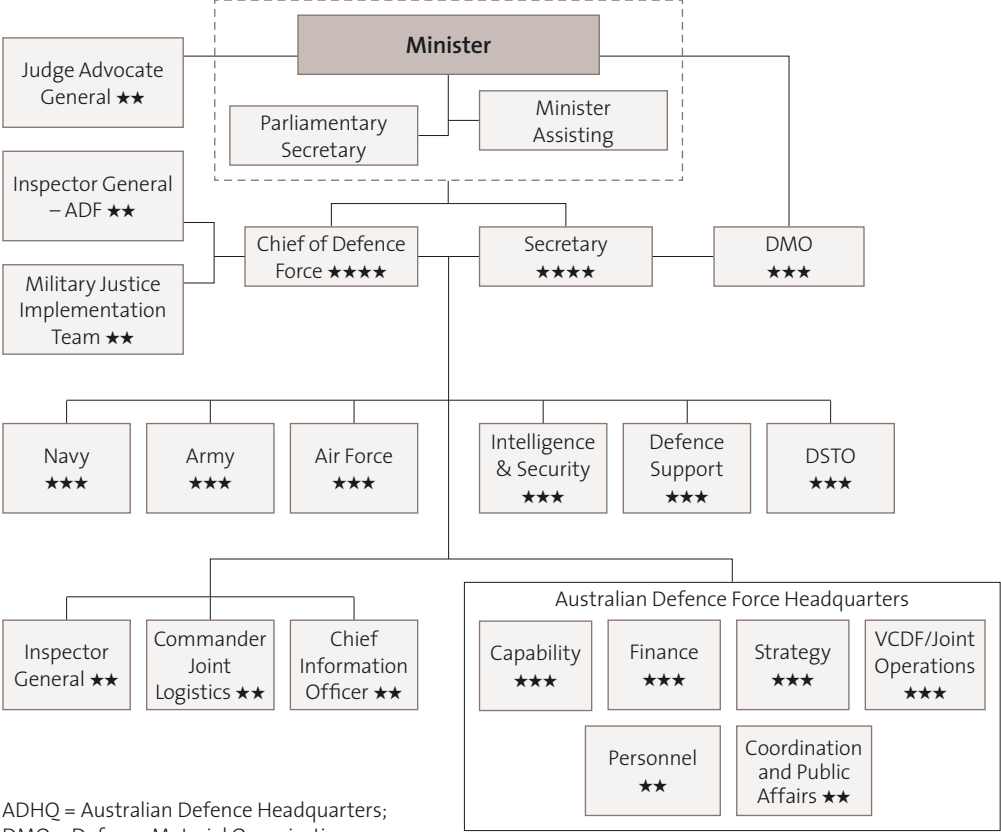 Minister
Judge Advocate
General ★★
Parliamentary
Secretary
Minister
Assisting
Inspector General
– ADF ★★
Military Justice
Implementation
Team ★★
Chief of Defence
Force ★★★★
Secretary
★★★★
DMO
★★★
Navy
★★★
Army
★★★
Air Force
★★★
Intelligence
& Security
★★★
Defence
Support
★★★
DSTO
★★★
Inspector
General ★★
Commander
Joint
Logistics ★★
Chief
Information
Officer ★★
Australian Defence Force Headquarters
Capability
★★★
Finance
★★★
Strategy
★★★
VCDF/Joint
Operations
★★★
Personnel
★★
Coordination
and Public
Affairs ★★
ADHQ = Australian Defence Headquarters;